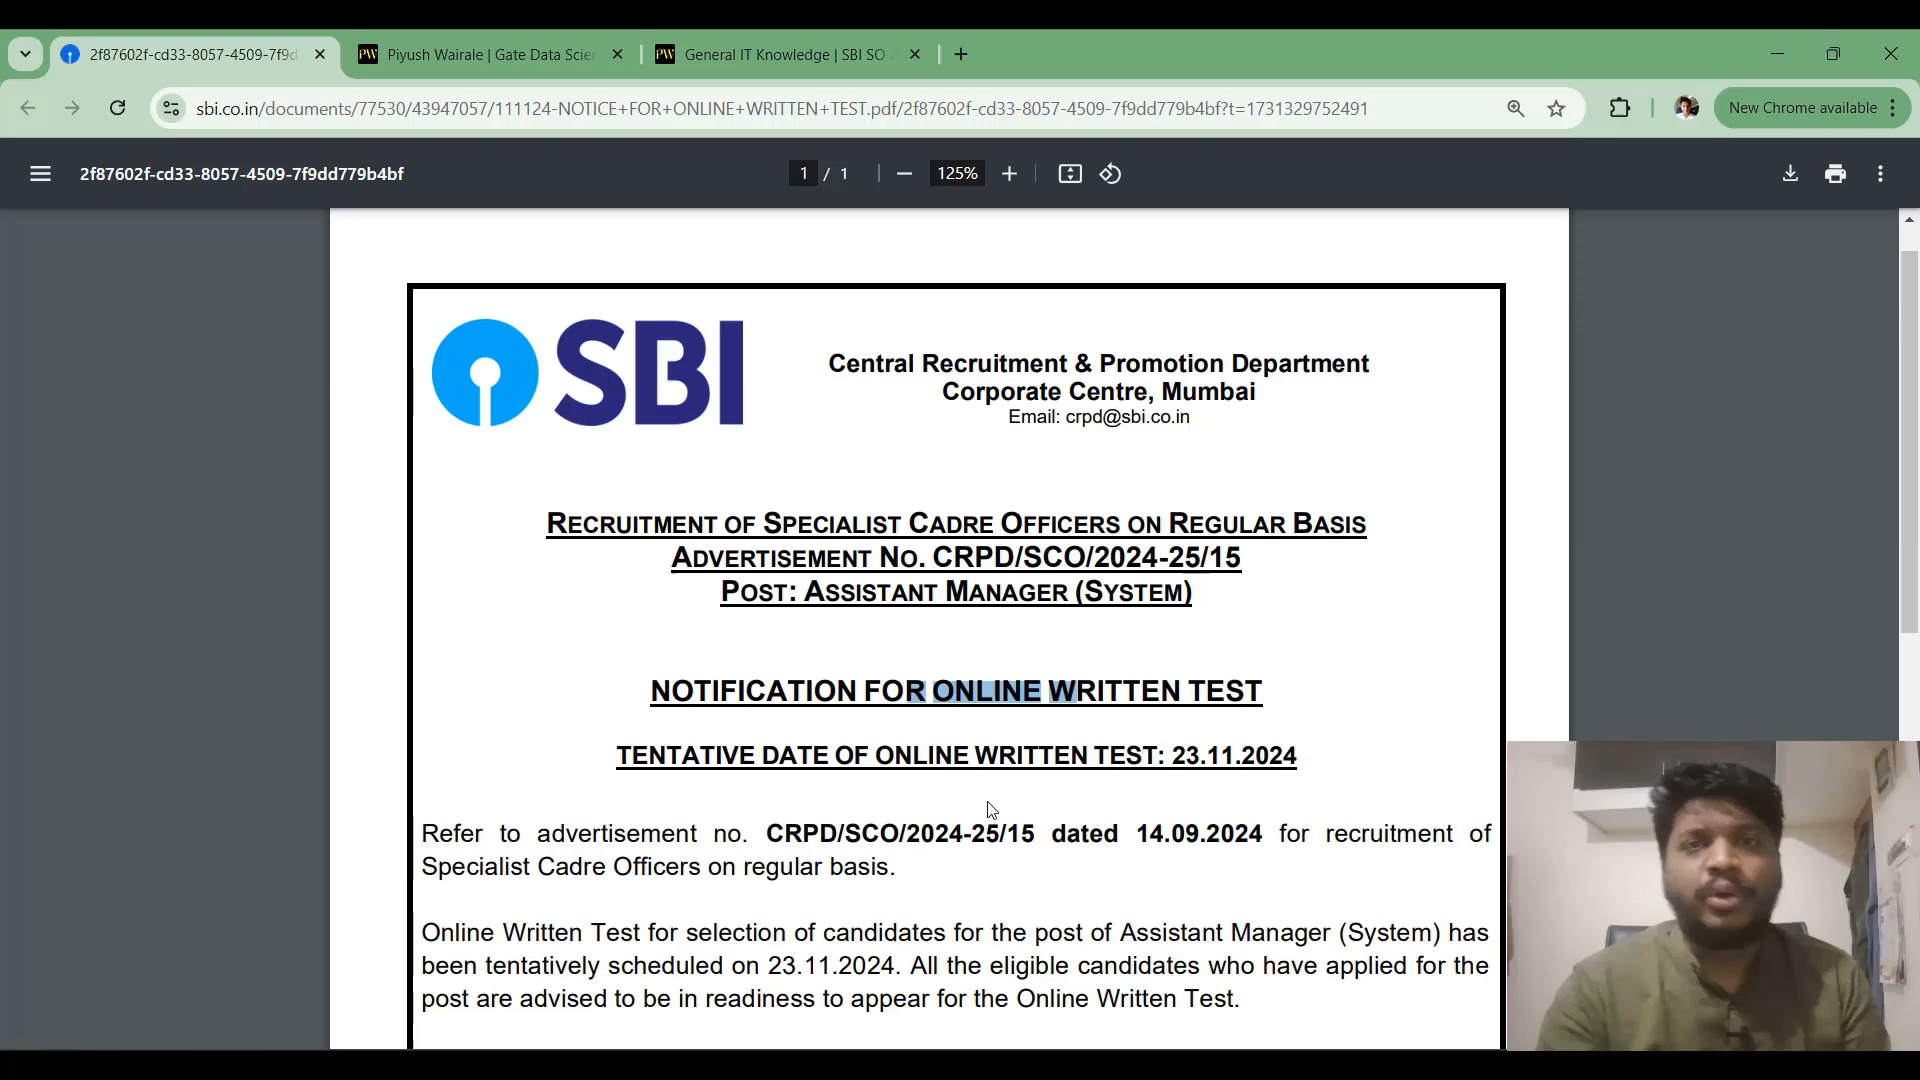 2f87602f-cd33-8057-4509-7f9d
Piyush Wairale | Gate Data Scien
General IT Knowledge | SBI SO
sbi.co.in/documents/77530/43947057/111124-NOTICE+FOR+ONLINE+WRITTEN+TEST.pdf/2f87602f-cd33-8057-4509-7f9dd779b4bf?t=1731329752491
New Chrome available
2f87602f-cd33-8057-4509-7f9dd779b4bf
1 / 1
125%
SBI
Central Recruitment & Promotion Department
Corporate Centre, Mumbai
Email: crpd@sbi.co.in
RECRUITMENT OF SPECIALIST CADRE OFFICERS ON REGULAR BASIS
ADVERTISEMENT NO. CRPD/SCO/2024-25/15
POST: ASSISTANT MANAGER (SYSTEM)
NOTIFICATION FOR ONLINE WRITTEN TEST
TENTATIVE DATE OF ONLINE WRITTEN TEST: 23.11.2024
Refer to advertisement no. CRPD/SCO/2024-25/15 dated 14.09.2024 for recruitment of
Specialist Cadre Officers on regular basis.
Online Written Test for selection of candidates for the post of Assistant Manager (System) has
been tentatively scheduled on 23.11.2024. All the eligible candidates who have applied for the
post are advised to be in readiness to appear for the Online Written Test.